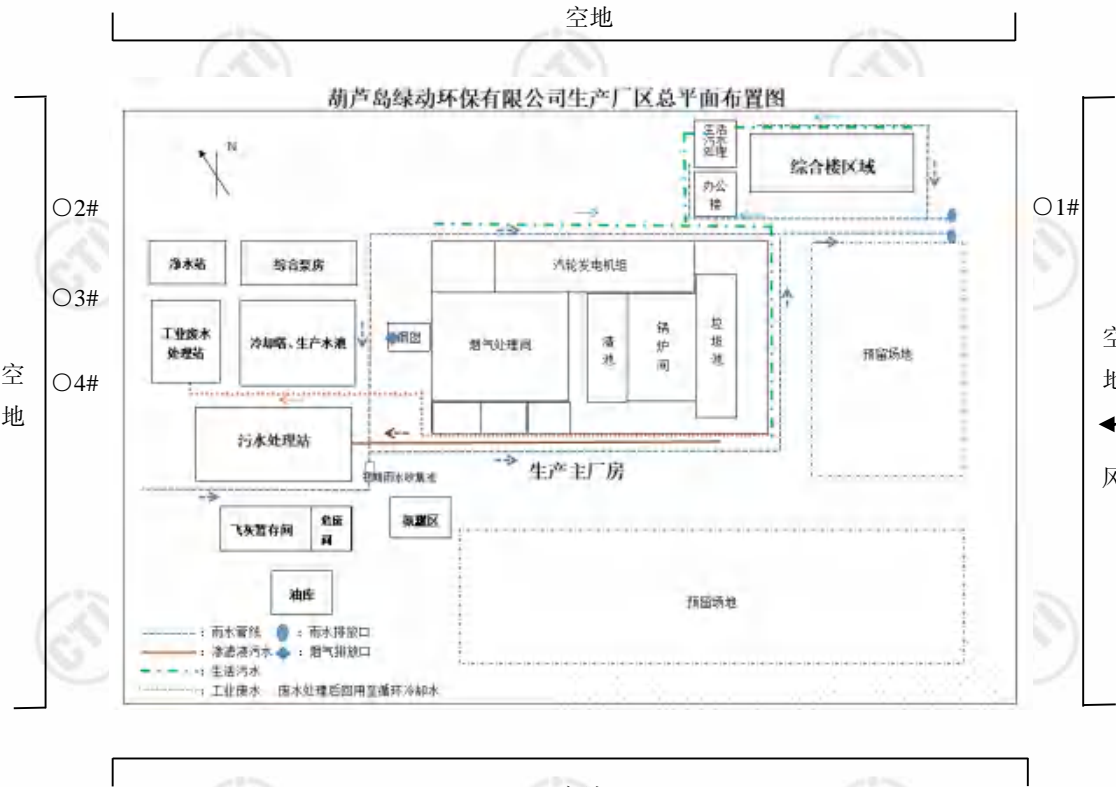 空地
葫芦岛绿动环保有限公司生产厂区总平面布置图
N
生活
污水
处理
综合楼区域
办公
楼
○2#
○1#
净水站
综合泵房
汽轮发电机组
○3#
工业废水
处理站
冷却塔、生产水池
烟囱
烟气处理间
渣
池
锅
炉
间
垃
圾
池
预留场地
空
地
○4#
空
地
风
污水处理站
初期雨水收集池
生产主厂房
飞灰暂存间
危废
间
氨罐区
油库
预留场地
：雨水管线
：雨水排放口
：渗滤液污水
：烟气排放口
：生活污水
：工业废水
废水处理后回用至循环冷却水
CTI